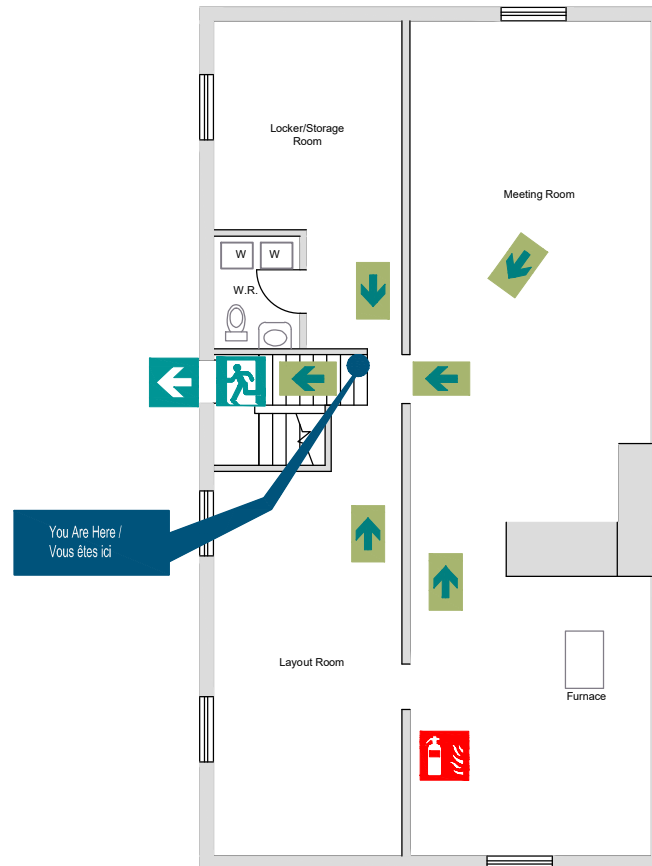 Locker/Storage
Room
Meeting Room
W W
W.R.
You Are Here /
Vous êtes ici
Layout Room
Furnace